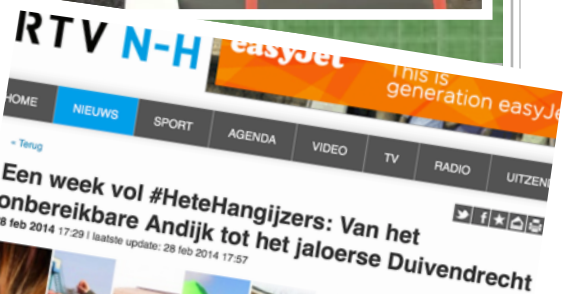 RTV N-H
easyJet
This is
generation easyJe
HOME NIEUWS SPORT AGENDA VIDEO TV RADIO UITZEN
« Terug
Een week vol #HeteHangijzers: Van het
onbereikbare Andijk tot het jaloerse Duivendrecht
8 feb 2014 17:29 | laatste update: 28 feb 2014 17:57